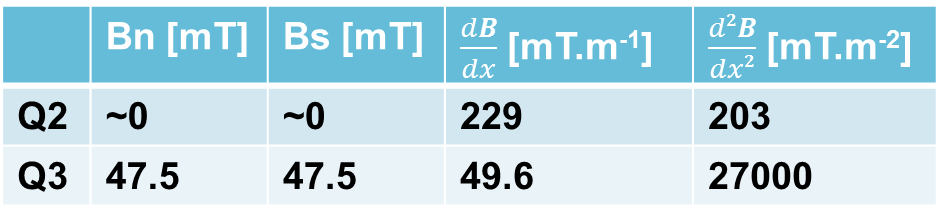 Bn [mT] Bs [mT] dB/dx [mT.m⁻¹] d²B/dx² [mT.m⁻²]
Q2 ~0 ~0 229 203
Q3 47.5 47.5 49.6 27000